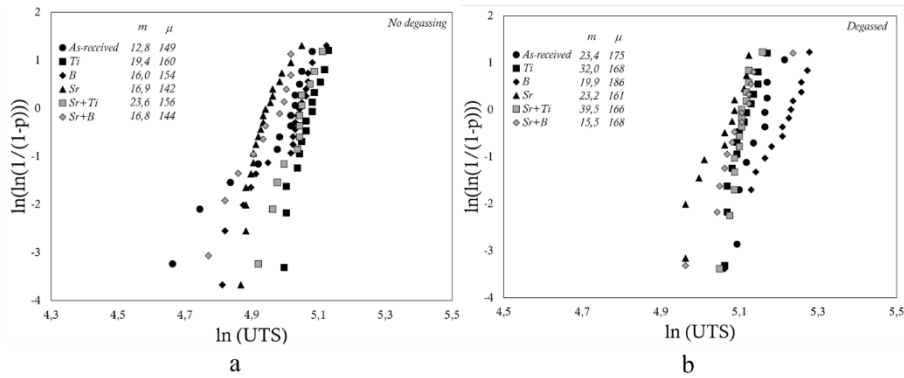 No degassing
m μ
As-received 12,8 149
Ti 19,4 160
B 16,0 154
Sr 16,9 142
Sr+Ti 23,6 156
Sr+B 16,8 144
ln(ln(1/(1-p)))
2
1
0
-1
-2
-3
-4
4,3 4,5 4,7 4,9 5,1 5,3 5,5
ln (UTS)
a
Degassed
m μ
As-received 23,4 175
Ti 32,0 168
B 19,9 186
Sr 23,2 161
Sr+Ti 39,5 166
Sr+B 15,5 168
ln(ln(1/(1-p)))
2
1
0
-1
-2
-3
-4
4,5 4,7 4,9 5,1 5,3 5,5
ln (UTS)
b